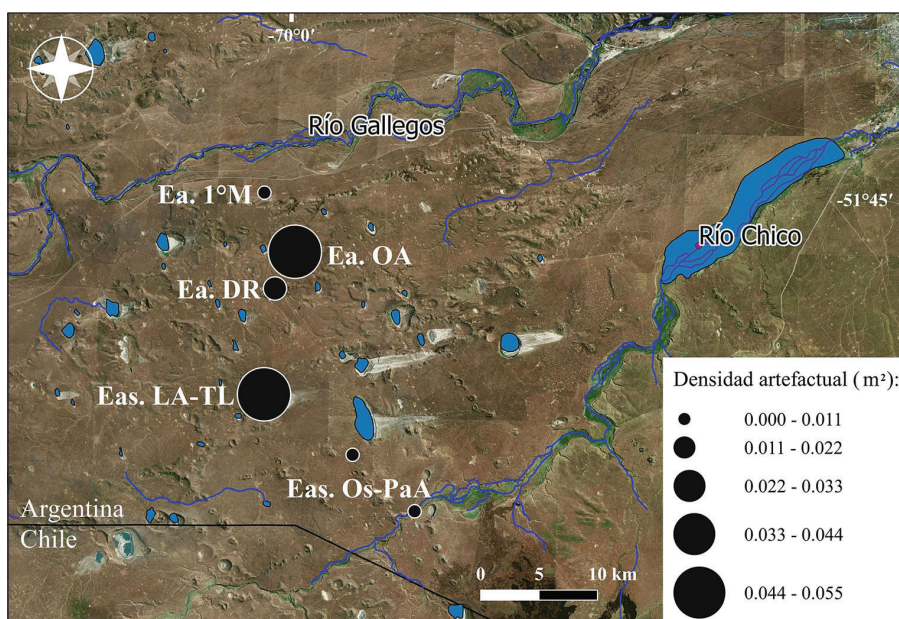 -70°0′
Río Gallegos
Ea. 1°M
-51°45′
Río Chico
Ea. OA
Ea. DR
Eas. LA-TL
Eas. Os-PaA
Argentina
Chile
0 5 10 km
Densidad artefactual ( m²):
0.000 - 0.011
0.011 - 0.022
0.022 - 0.033
0.033 - 0.044
0.044 - 0.055